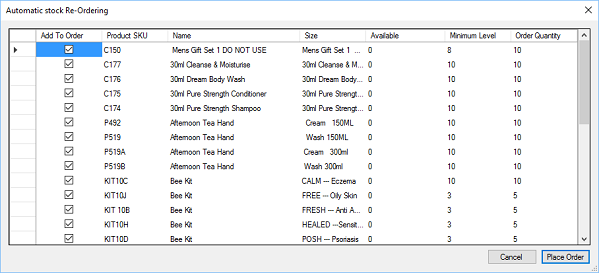 Automatic stock Re-Ordering
Add To Order Product SKU Name Size Available Minimum Level Order Quantity
C150 Mens Gift Set 1 DO NOT USE Mens Gift Set 1 ... 0 8 10
C177 30ml Cleanse & Moisturise 30ml Cleanse & M... 0 10 10
C176 30ml Dream Body Wash 30ml Dream Body... 0 10 10
C175 30ml Pure Strength Conditioner 30ml Pure Strengt... 0 10 10
C174 30ml Pure Strength Shampoo 30ml Pure Strengt... 0 10 10
P492 Afternoon Tea Hand Cream 150ML 0 10 10
P519 Afternoon Tea Hand Wash 150ML 0 10 10
P519A Afternoon Tea Hand Cream 300ml 0 10 10
P519B Afternoon Tea Hand Wash 300ml 0 10 10
KIT10C Bee Kit CALM --- Eczema 0 10 10
KIT10J Bee Kit FREE --- Oily Skin 0 3 5
KIT 10B Bee Kit FRESH --- Anti A... 0 3 5
KIT10H Bee Kit HEALED ---Sensit... 0 3 5
KIT10D Bee Kit POSH --- Psoriasis 0 3 5
Cancel Place Order